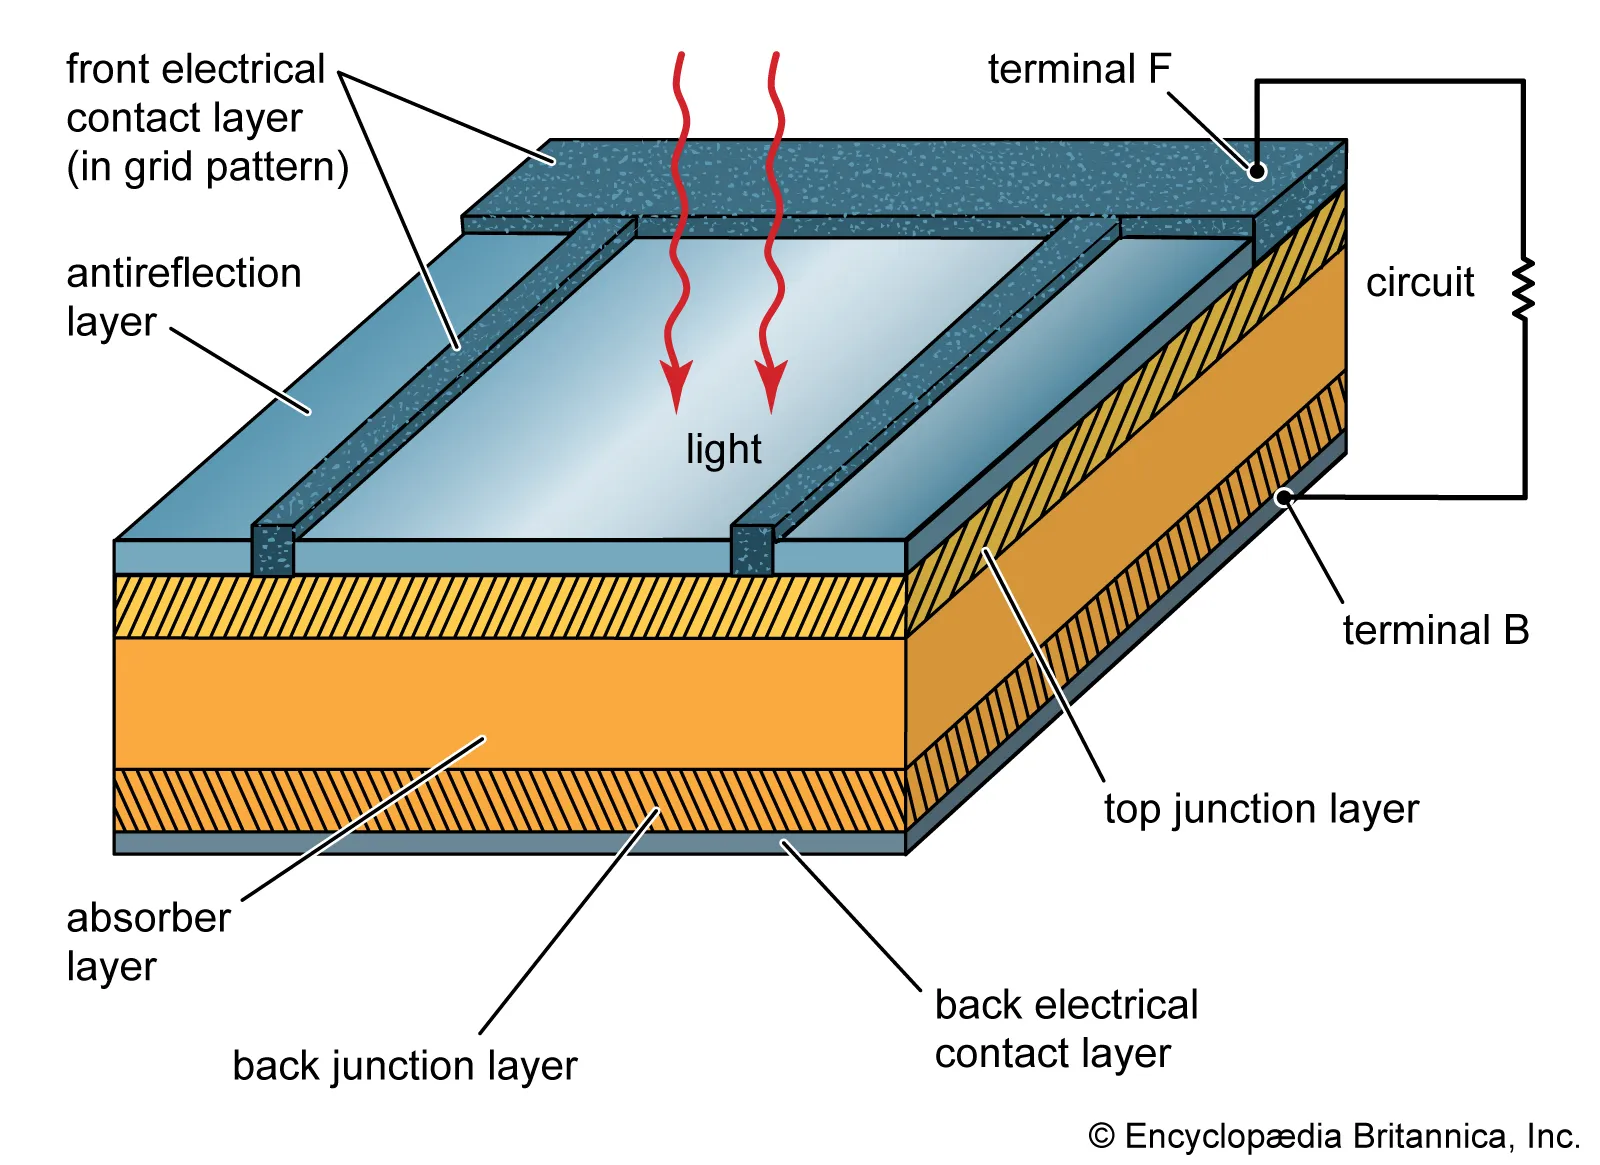 front electrical
contact layer
(in grid pattern)
terminal F
antireflection
layer
circuit
light
terminal B
top junction layer
absorber
layer
back electrical
contact layer
back junction layer
© Encyclopædia Britannica, Inc.